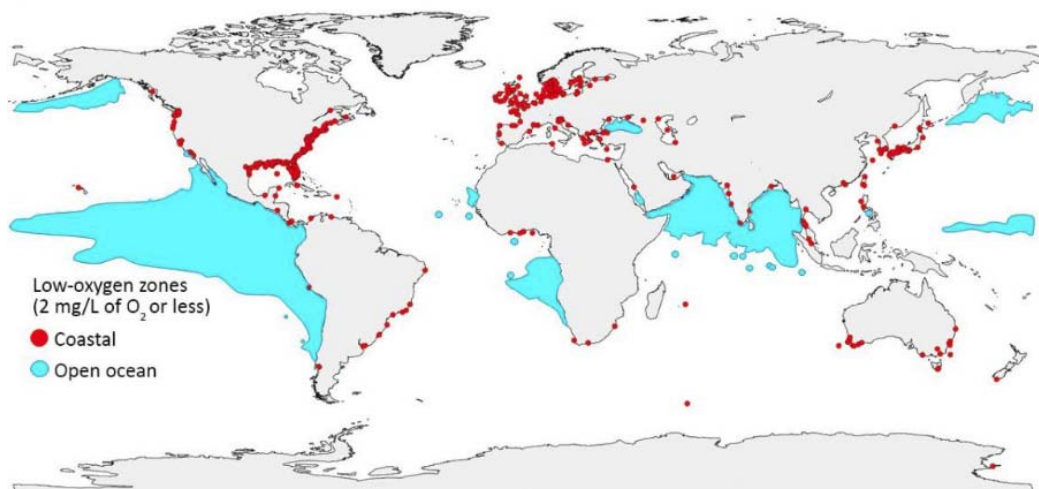 Low-oxygen zones
(2 mg/L of O₂ or less)
Coastal
Open ocean